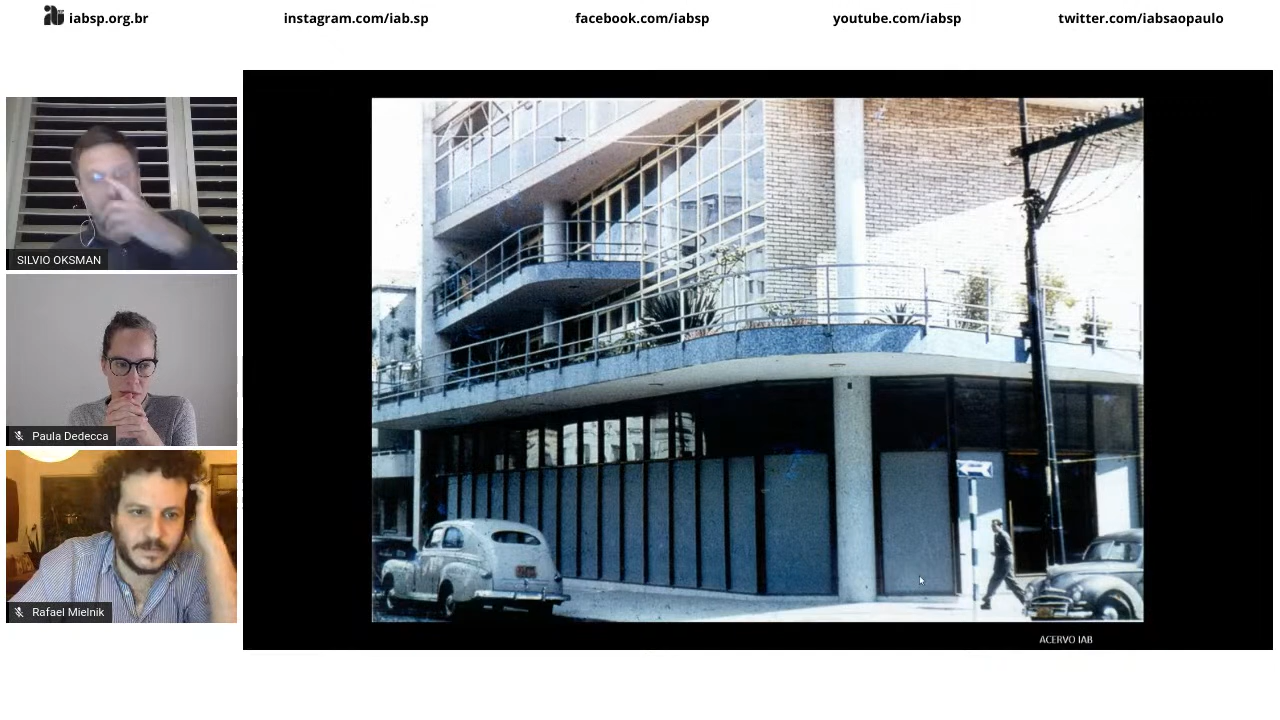 iabsp.org.br
instagram.com/iab.sp
facebook.com/iabsp
youtube.com/iabsp
twitter.com/iabsaopaulo
SILVIO OKSMAN
Paula Dedecca
Rafael Mielnik
ACERVO IAB